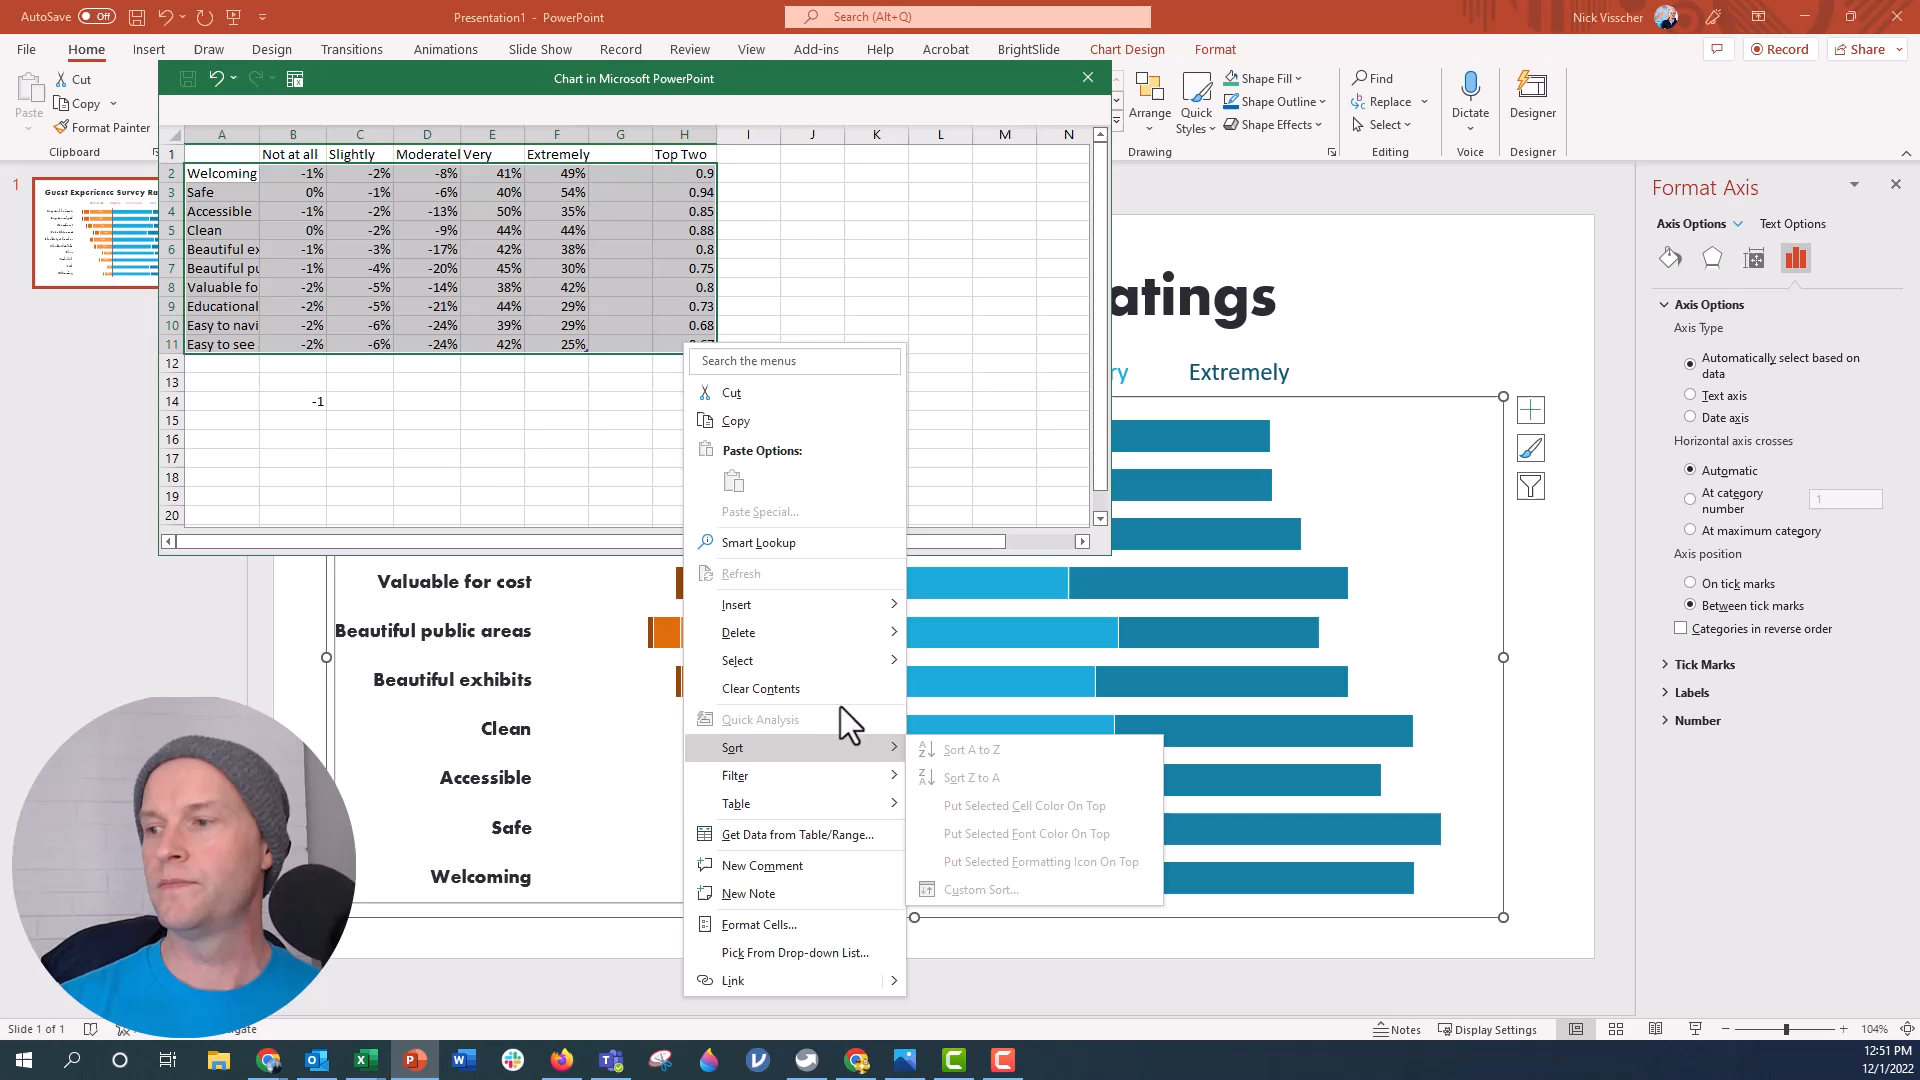 AutoSave Off
Presentation1 - PowerPoint
Search (Alt+Q)
Nick Visscher
File Home Insert Draw Design Transitions Animations Slide Show Record Review View Add-ins Help Acrobat BrightSlide Chart Design Format
Record Share
Paste
Cut
Copy
Format Painter
Clipboard
Chart in Microsoft PowerPoint
Arrange
Quick Styles
Shape Fill
Shape Outline
Shape Effects
Drawing
Find
Replace
Select
Editing
Dictate
Voice
Designer
Designer
A B C D E F G H I J K L M N
1 Not at all Slightly Moderatel Very Extremely Top Two
2 Welcoming -1% -2% -8% 41% 49% 0.9
3 Safe 0% -1% -6% 40% 54% 0.94
4 Accessible -1% -2% -13% 50% 35% 0.85
5 Clean 0% -2% -9% 44% 44% 0.88
6 Beautiful ex -1% -3% -17% 42% 38% 0.8
7 Beautiful pu -1% -4% -20% 45% 30% 0.75
8 Valuable fo -2% -5% -14% 38% 42% 0.8
9 Educational -2% -5% -21% 44% 29% 0.73
10 Easy to navi -2% -6% -24% 39% 29% 0.68
11 Easy to see -2% -6% -24% 42% 25%
12
13
14 -1
15
16
17
18
19
20
1
Guest Experience Survey Ra
atings
ry Extremely
Valuable for cost
Beautiful public areas
Beautiful exhibits
Clean
Accessible
Safe
Welcoming
Search the menus
Cut
Copy
Paste Options:
Paste Special...
Smart Lookup
Refresh
Insert
Delete
Select
Clear Contents
Quick Analysis
Sort
Filter
Table
Get Data from Table/Range...
New Comment
New Note
Format Cells...
Pick From Drop-down List...
Link
Sort A to Z
Sort Z to A
Put Selected Cell Color On Top
Put Selected Font Color On Top
Put Selected Formatting Icon On Top
Custom Sort...
Format Axis
Axis Options Text Options
Axis Options
Axis Type
Automatically select based on
data
Text axis
Date axis
Horizontal axis crosses
Automatic
At category
number
1
At maximum category
Axis position
On tick marks
Between tick marks
Categories in reverse order
Tick Marks
Labels
Number
Slide 1 of 1
Notes Display Settings 104%
12:51 PM
12/1/2022